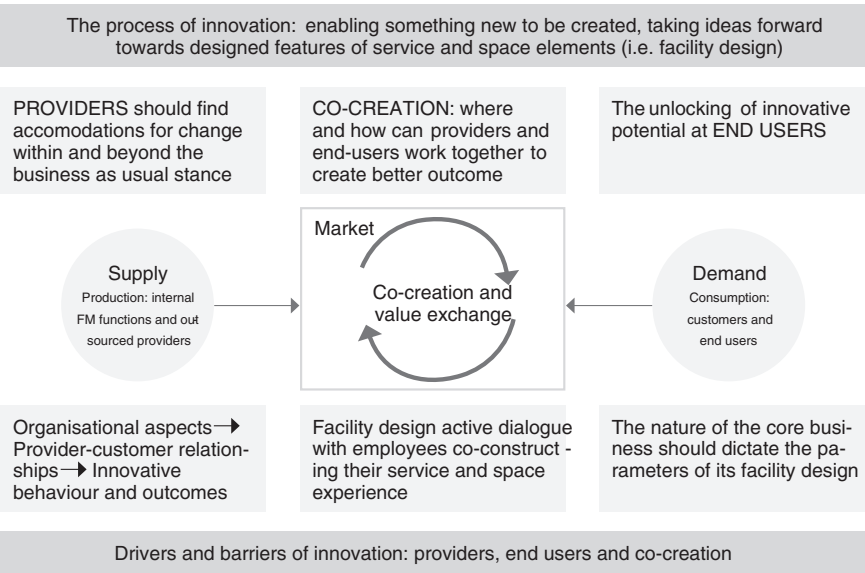 The process of innovation: enabling something new to be created, taking ideas forward
towards designed features of service and space elements (i.e. facility design)
PROVIDERS should find
accomodations for change
within and beyond the
business as usual stance
CO-CREATION: where
and how can providers and
end-users work together to
create better outcome
The unlocking of innovative
potential at END USERS
Supply
Production: internal
FM functions and out
sourced providers
Market
Co-creation and
value exchange
Demand
Consumption:
customers and
end users
Organisational aspects→
Provider-customer relation-
ships→ Innovative
behaviour and outcomes
Facility design active dialogue
with employees co-construct -
ing their service and space
experience
The nature of the core busi-
ness should dictate the pa-
rameters of its facility design
Drivers and barriers of innovation: providers, end users and co-creation